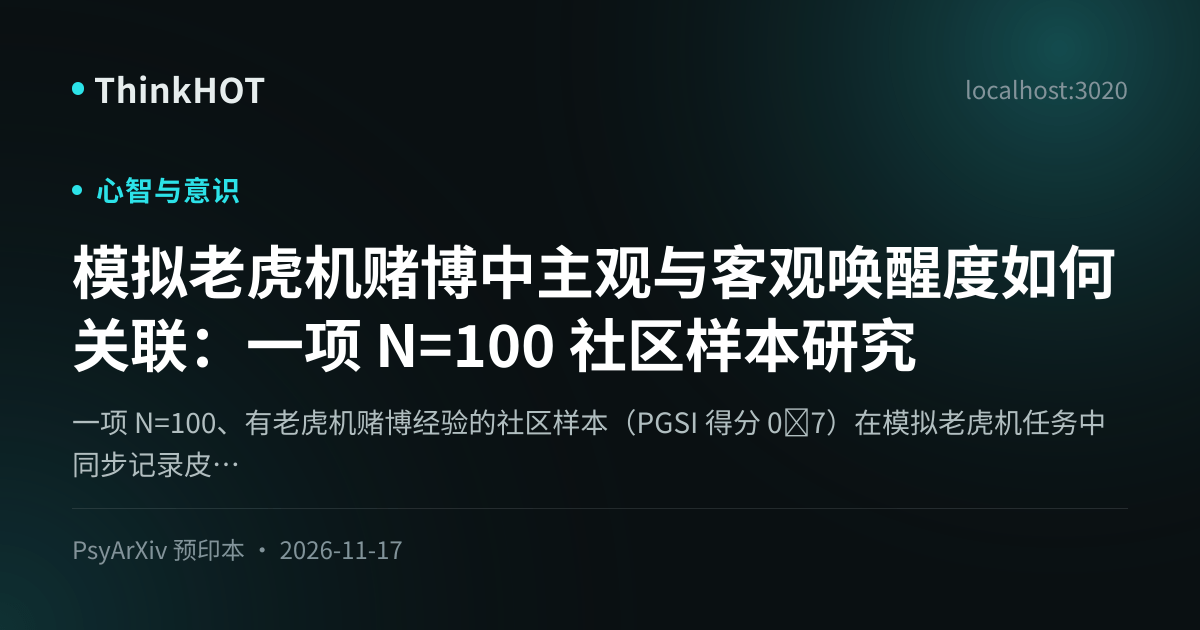 ThinkHOT
localhost:3020
心智与意识
模拟老虎机赌博中主观与客观唤醒度如何
关联：一项 N=100 社区样本研究
一项 N=100、有老虎机赌博经验的社区样本（PGSI 得分 0□7）在模拟老虎机任务中
同步记录皮…
PsyArXiv 预印本 · 2026-11-17